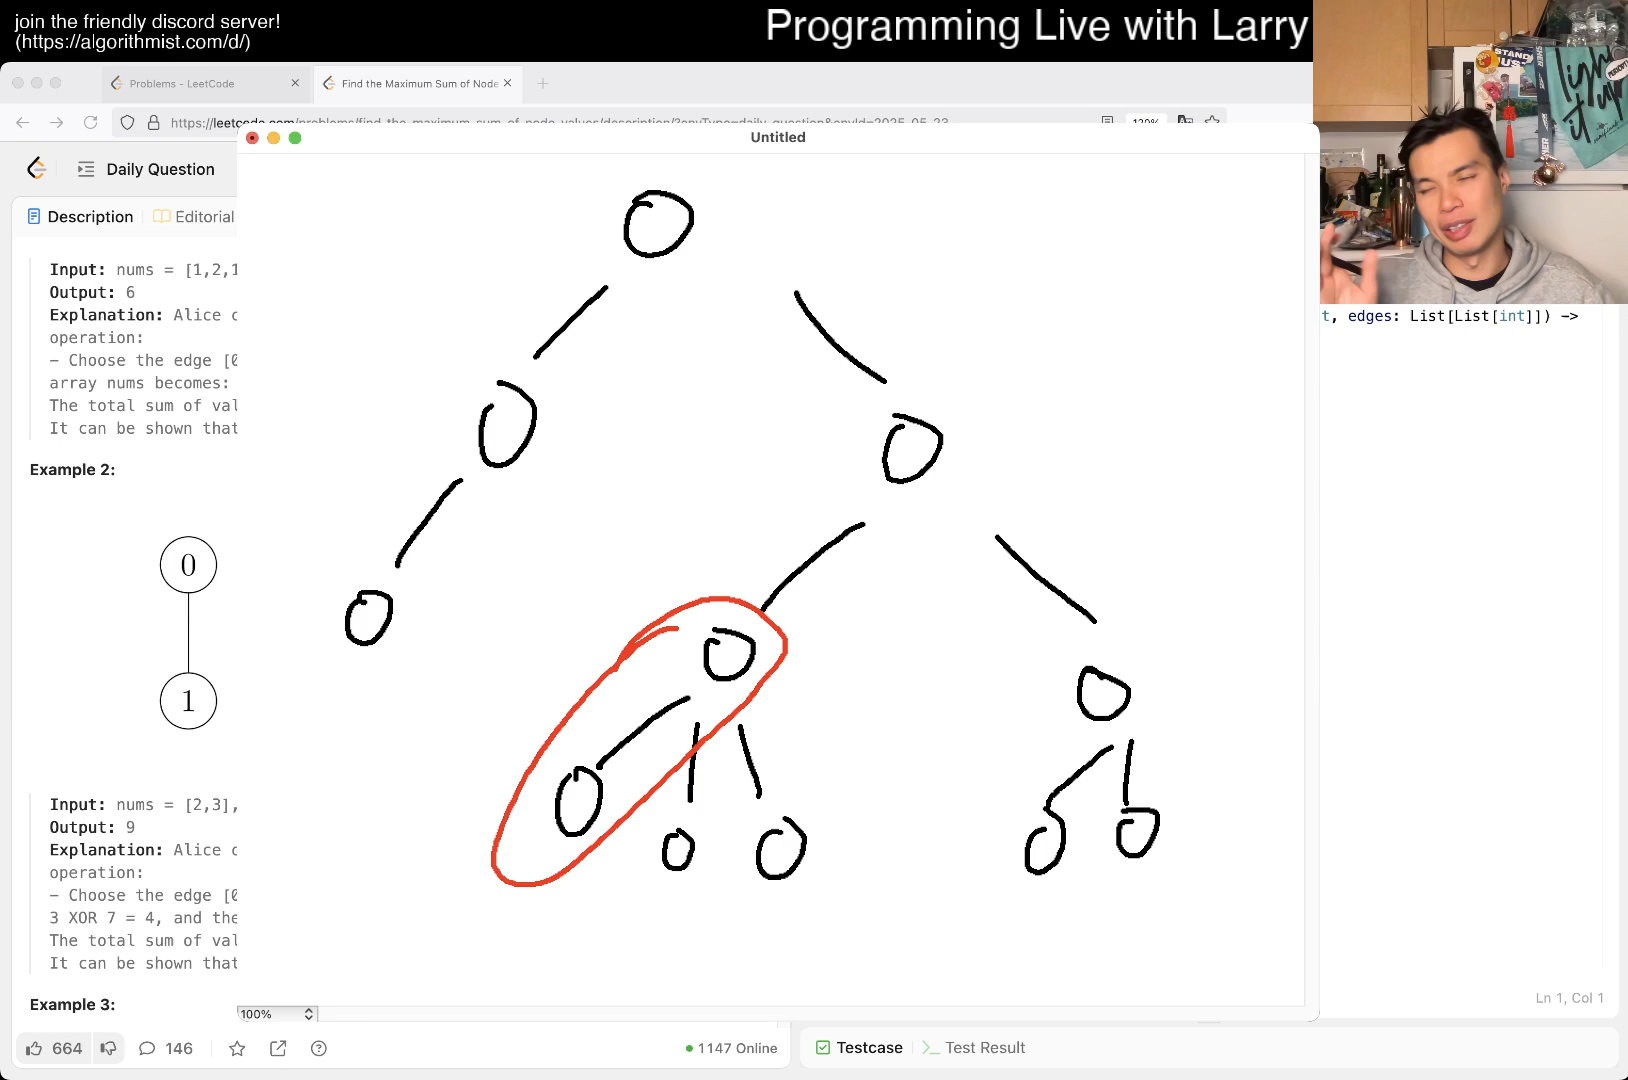 join the friendly discord server!
(https://algorithmist.com/d/)
Programming Live with Larry
Problems - LeetCode
Find the Maximum Sum of Node
Untitled
Daily Question
Description
Editorial
Input: nums = [1,2,1
Output: 6
Explanation: Alice c
operation:
- Choose the edge [0
array nums becomes:
The total sum of val
It can be shown that
Example 2:
0
1
Input: nums = [2,3],
Output: 9
Explanation: Alice c
operation:
- Choose the edge [0
3 XOR 7 = 4, and the
The total sum of val
It can be shown that
Example 3:
100%
664
146
1147 Online
t, edges: List[List[int]]) ->
Ln 1, Col 1
Testcase
Test Result
STAND